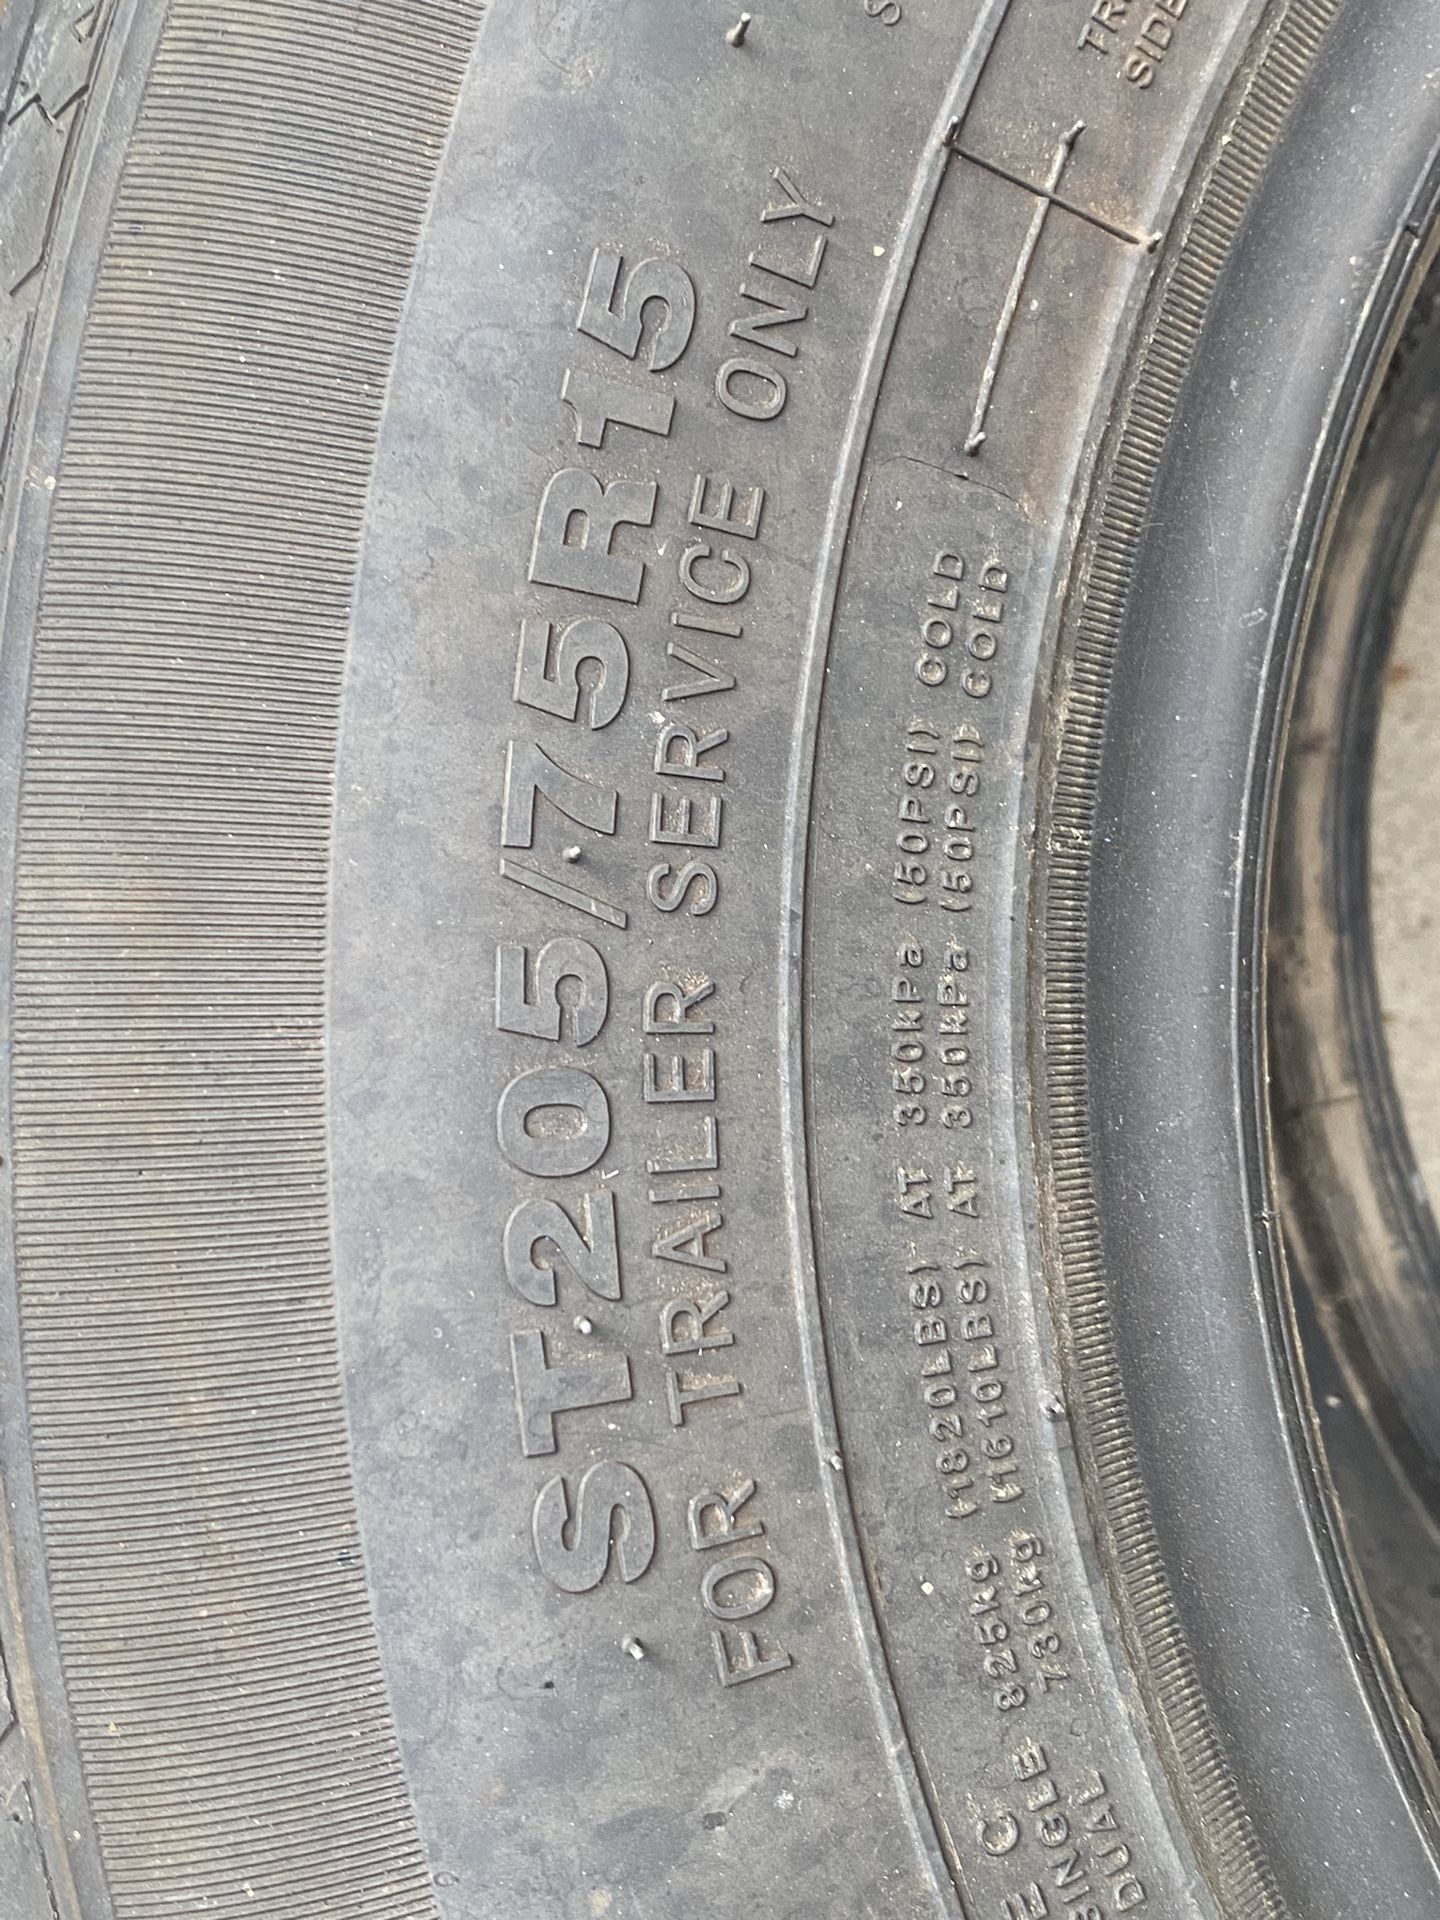 ST205/75R15
FOR TRAILER SERVICE ONLY
E C
SINGLE 825kg (1820LBS) AT 350kPa (50PSI) COLD
DUAL 730kg (1610LBS) AT 350kPa (50PSI) COLD
SIDE